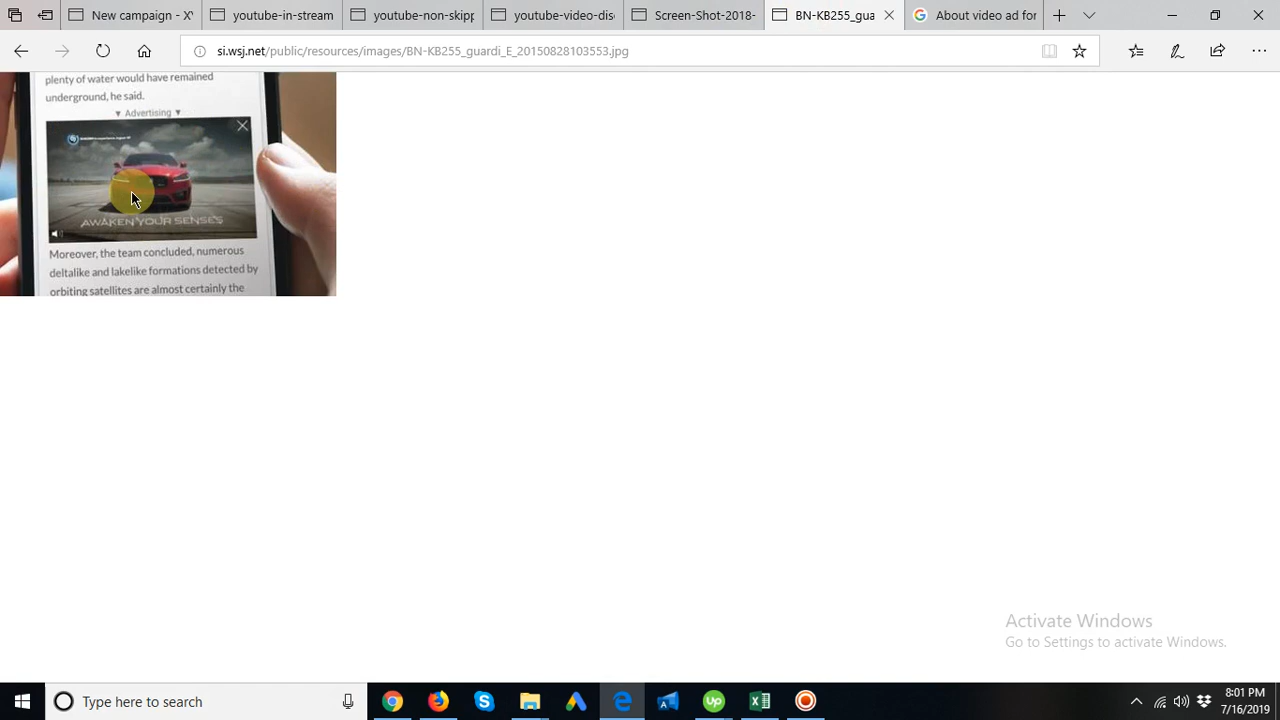 New campaign - X
youtube-in-stream
youtube-non-skipp
youtube-video-dis
Screen-Shot-2018-
BN-KB255_gua
About video ad for
si.wsj.net/public/resources/images/BN-KB255_guardi_E_20150828103553.jpg
plenty of water would have remained
underground, he said.
▼ Advertising ▼
AWAKEN YOUR SENSES
Moreover, the team concluded, numerous
deltalike and lakelike formations detected by
orbiting satellites are almost certainly the
Activate Windows
Go to Settings to activate Windows.
Type here to search
Up
8:01 PM
7/16/2019